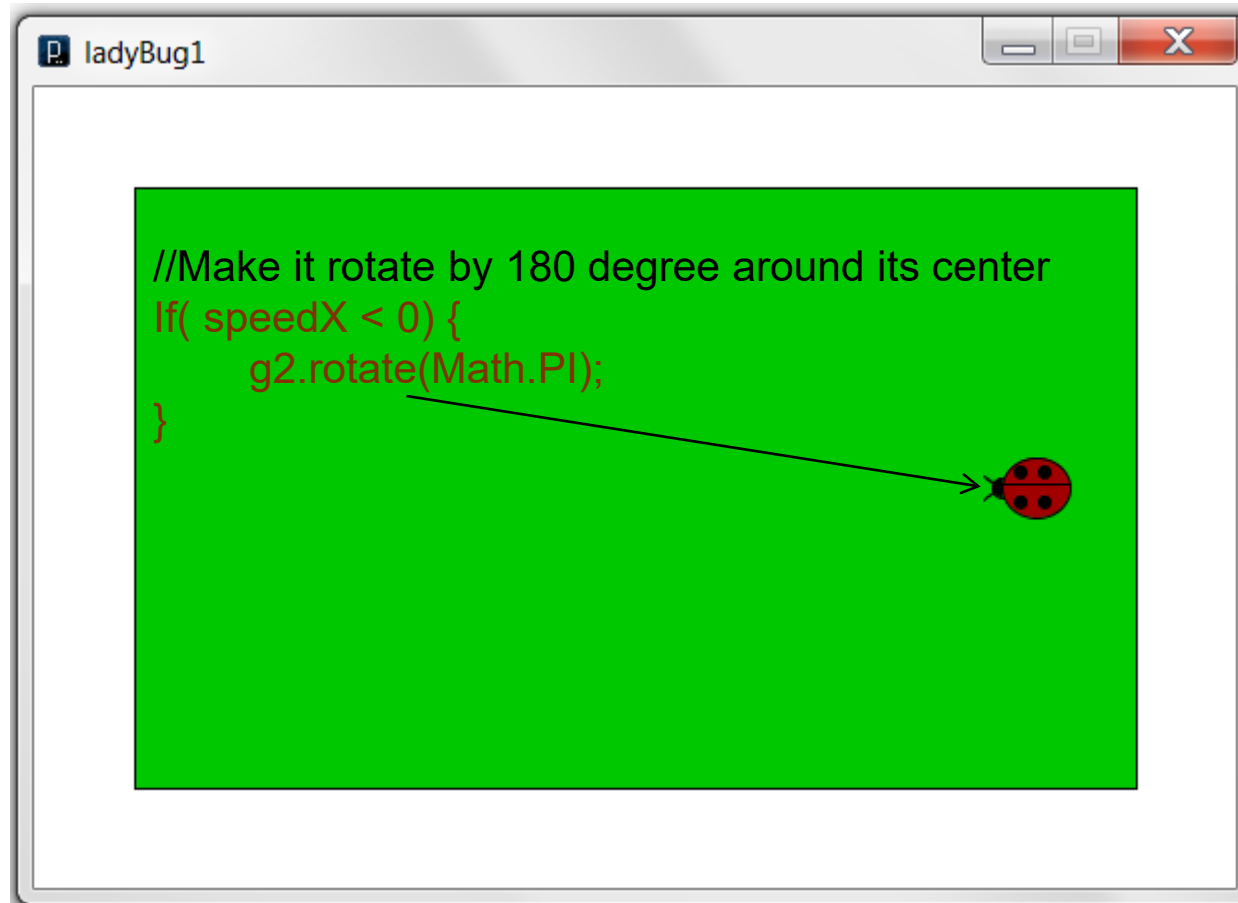 ladyBug1
//Make it rotate by 180 degree around its center
If( speedX < 0) {
g2.rotate(Math.PI);
}